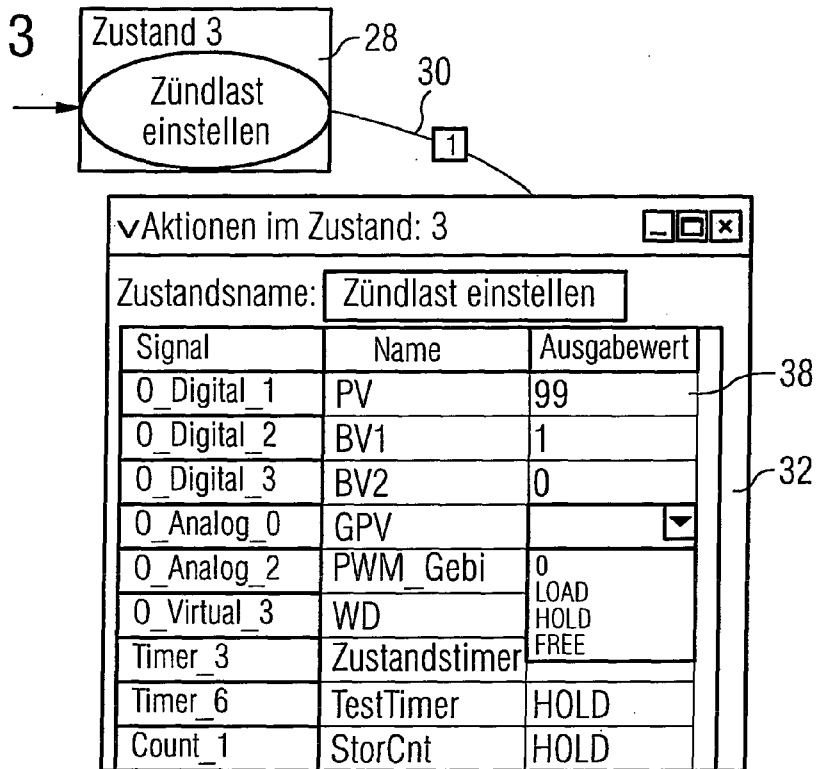 3
Zustand 3
28
Zündlast
einstellen
30
1
Aktionen im Zustand: 3
Zustandsname: Zündlast einstellen
Signal Name Ausgabewert
O_Digital_1 PV 99
38
O_Digital_2 BV1 1
O_Digital_3 BV2 0
32
O_Analog_0 GPV
O_Analog_2 PWM_Gebi 0
LOAD
O_Virtual_3 WD HOLD
FREE
Timer_3 Zustandstimer
Timer_6 TestTimer HOLD
Count_1 StorCnt HOLD